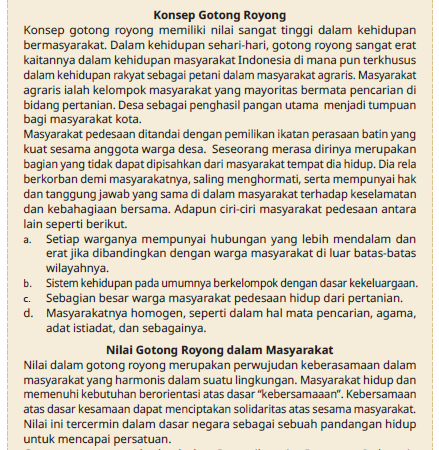 Konsep Gotong Royong
Konsep gotong royong memiliki nilai sangat tinggi dalam kehidupan
bermasyarakat. Dalam kehidupan sehari-hari, gotong royong sangat erat
kaitannya dalam kehidupan masyarakat Indonesia di mana pun terkhusus
dalam kehidupan rakyat sebagai petani dalam masyarakat agraris. Masyarakat
agraris ialah kelompok masyarakat yang mayoritas bermata pencarian di
bidang pertanian. Desa sebagai penghasil pangan utama menjadi tumpuan
bagi masyarakat kota.
Masyarakat pedesaan ditandai dengan pemilikan ikatan perasaan batin yang
kuat sesama anggota warga desa. Seseorang merasa dirinya merupakan
bagian yang tidak dapat dipisahkan dari masyarakat tempat dia hidup. Dia rela
berkorban demi masyarakatnya, saling menghormati, serta mempunyai hak
dan tanggung jawab yang sama di dalam masyarakat terhadap keselamatan
dan kebahagiaan bersama. Adapun ciri-ciri masyarakat pedesaan antara
lain seperti berikut.
a. Setiap warganya mempunyai hubungan yang lebih mendalam dan
erat jika dibandingkan dengan warga masyarakat di luar batas-batas
wilayahnya.
b. Sistem kehidupan pada umumnya berkelompok dengan dasar kekeluargaan.
c. Sebagian besar warga masyarakat pedesaan hidup dari pertanian.
d. Masyarakatnya homogen, seperti dalam hal mata pencarian, agama,
adat istiadat, dan sebagainya.
Nilai Gotong Royong dalam Masyarakat
Nilai dalam gotong royong merupakan perwujudan keberasamaan dalam
masyarakat yang harmonis dalam suatu lingkungan. Masyarakat hidup dan
memenuhi kebutuhan berorientasi atas dasar “kebersamaaan”. Kebersamaan
atas dasar kesamaan dapat menciptakan solidaritas atas sesama masyarakat.
Nilai ini tercermin dalam dasar negara sebagai sebuah pandangan hidup
untuk mencapai persatuan.